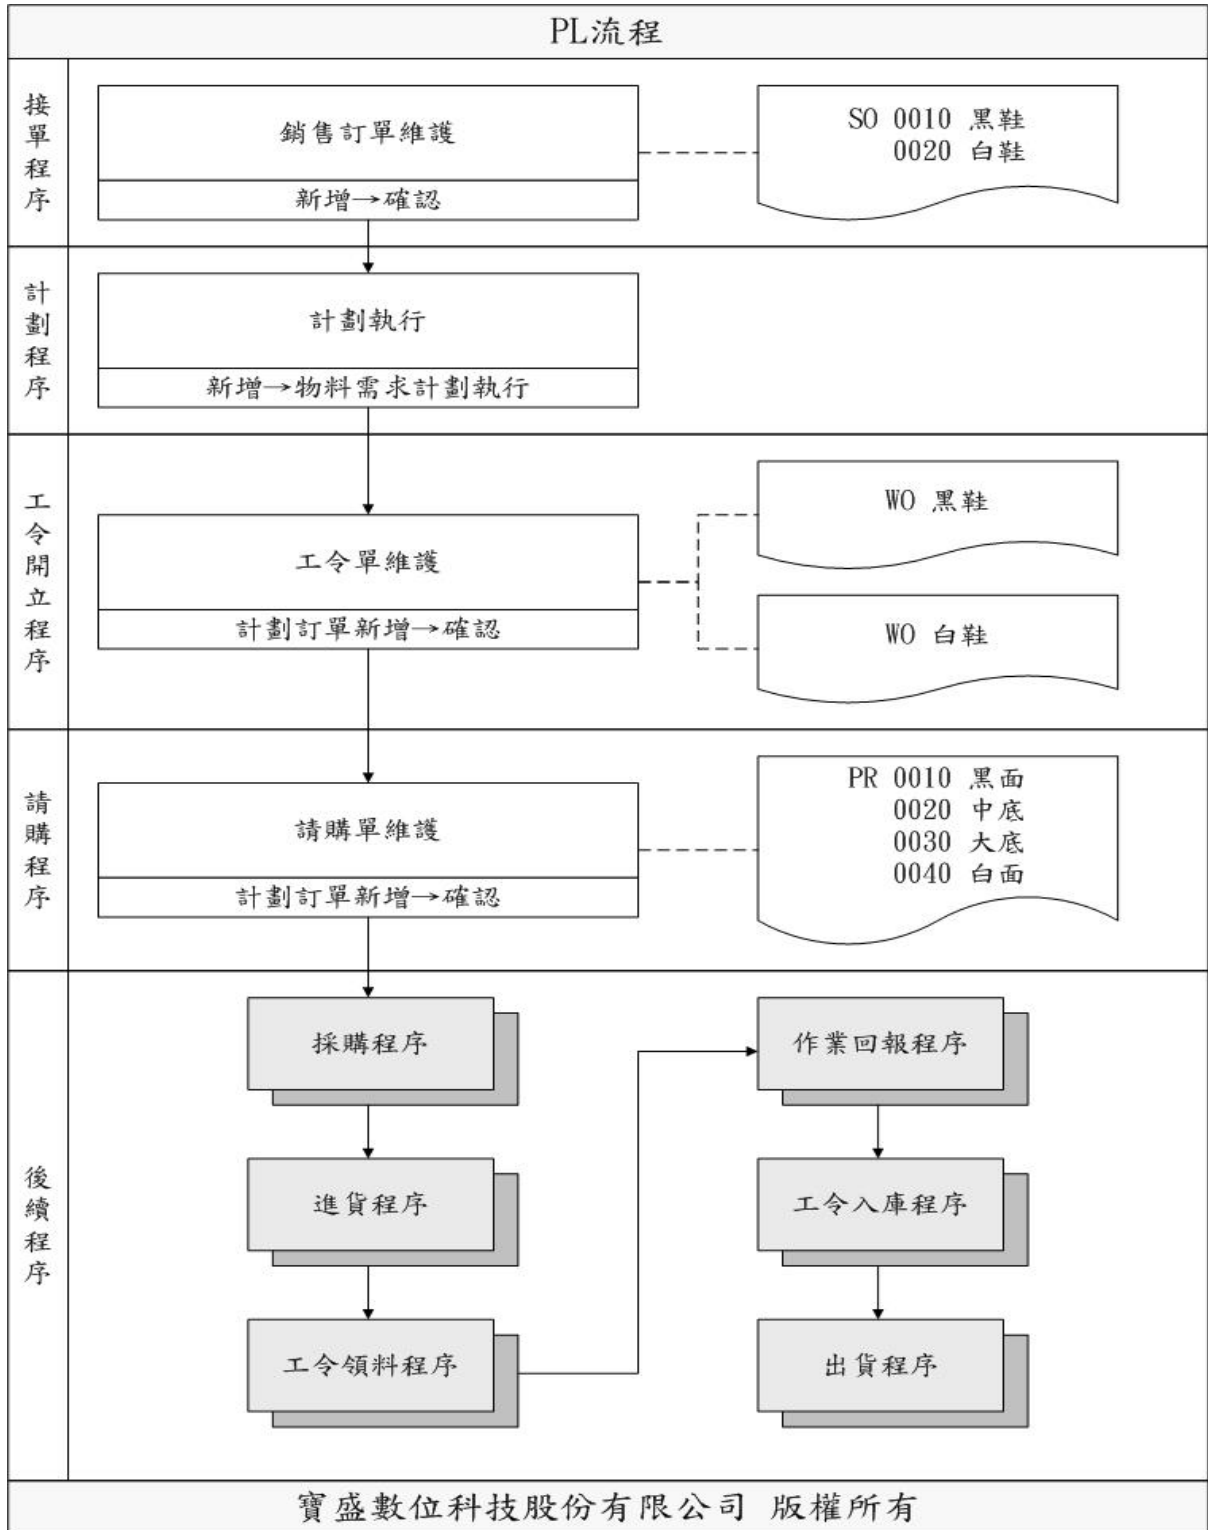 PL流程
接單程序
銷售訂單維護
新增→確認
SO 0010 黑鞋
0020 白鞋
計劃程序
計劃執行
新增→物料需求計劃執行
工令開立程序
工令單維護
計劃訂單新增→確認
WO 黑鞋
WO 白鞋
請購程序
請購單維護
計劃訂單新增→確認
PR 0010 黑面
0020 中底
0030 大底
0040 白面
後續程序
採購程序
進貨程序
工令領料程序
作業回報程序
工令入庫程序
出貨程序
寶盛數位科技股份有限公司 版權所有